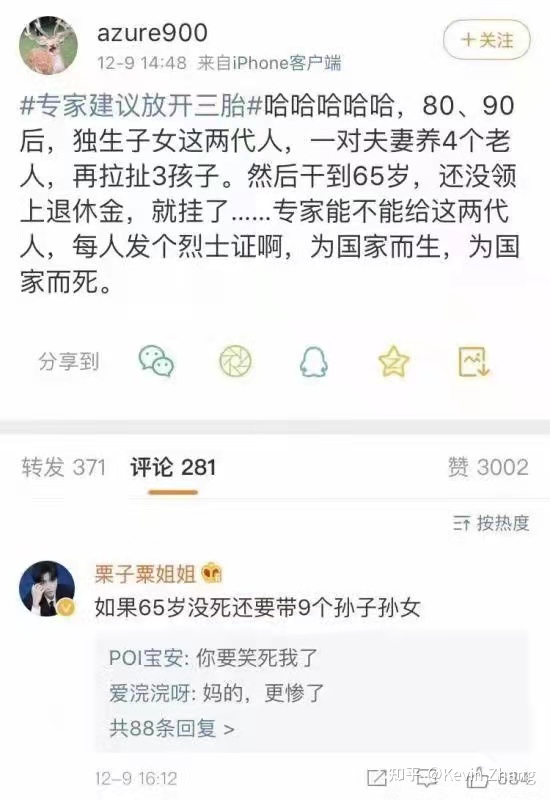 azure900
+关注
12-9 14:48 来自iPhone客户端
#专家建议放开三胎#哈哈哈哈哈，80、90
后，独生子女这两代人，一对夫妻养4个老
人，再拉扯3孩子。然后干到65岁，还没领
上退休金，就挂了……专家能不能给这两代
人，每人发个烈士证啊，为国家而生，为国
家而死。
分享到
转发 371 评论 281 赞 3002
按热度
栗子粟姐姐
如果65岁没死还要带9个孙子孙女
POI宝安: 你要笑死我了
爱浣浣呀: 妈的，更惨了
共88条回复 >
12-9 16:12
知乎 @Kevin Zhang